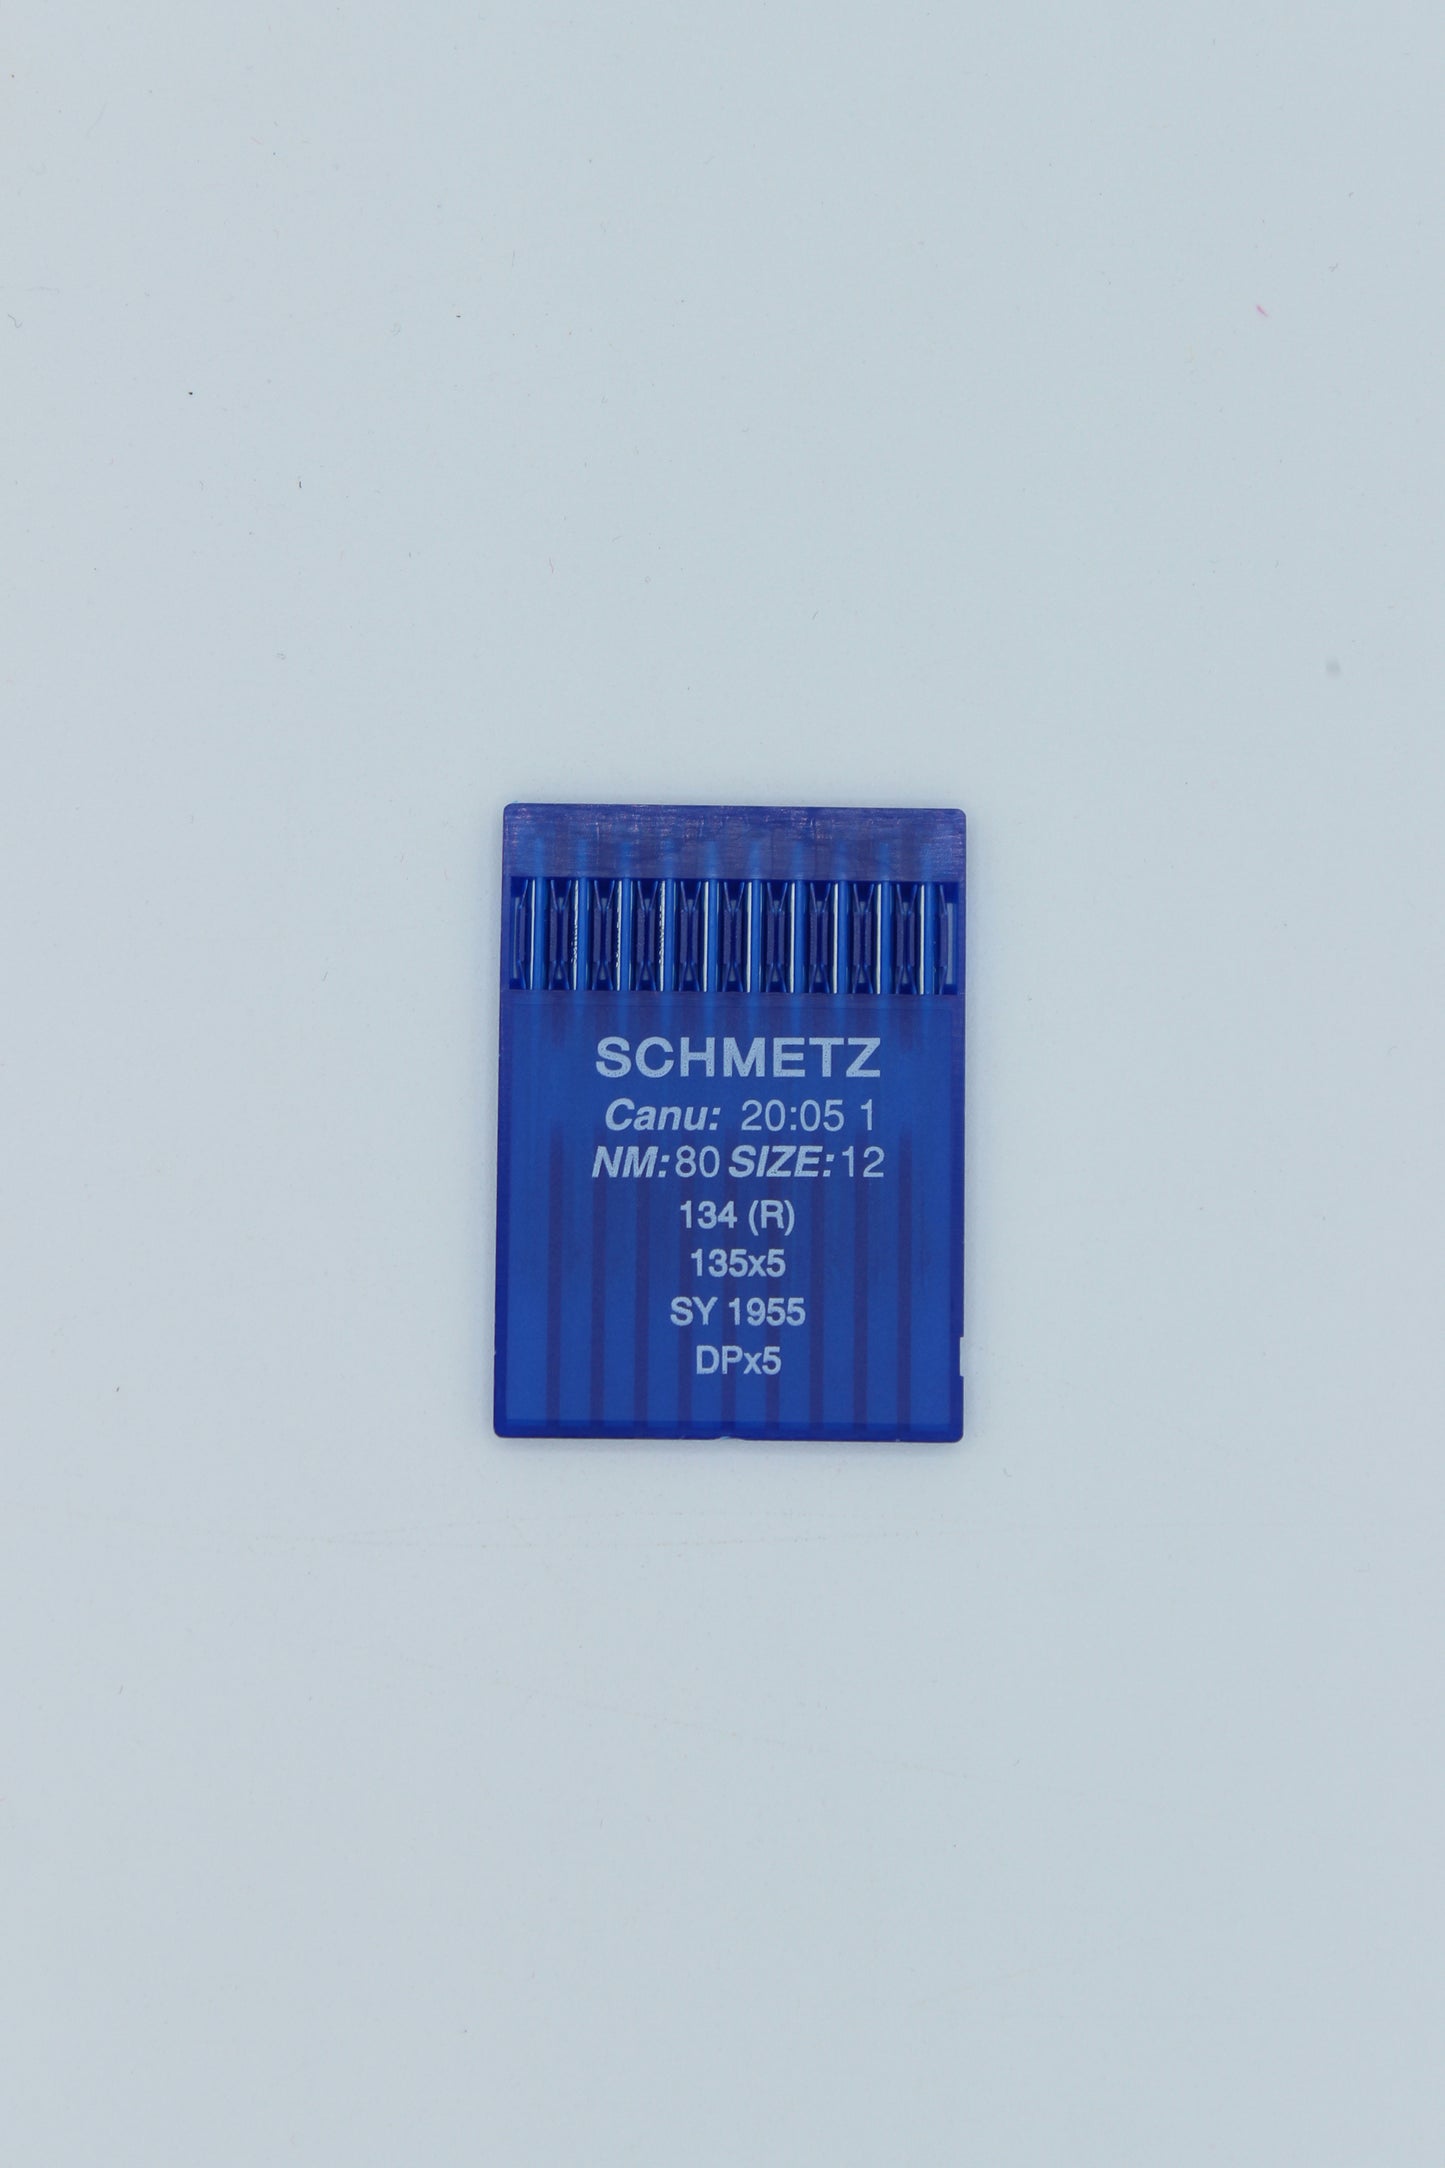 SCHMETZ
Canu: 20:05 1
NM:80 SIZE:12
134 (R)
135x5
SY 1955
DPx5